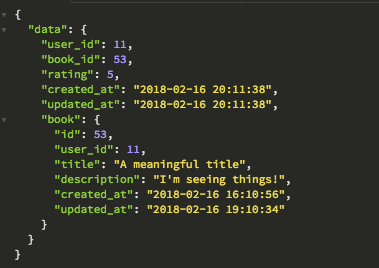 {
"data": {
"user_id": 11,
"book_id": 53,
"rating": 5,
"created_at": "2018-02-16 20:11:38",
"updated_at": "2018-02-16 20:11:38",
"book": {
"id": 53,
"user_id": 11,
"title": "A meaningful title",
"description": "I'm seeing things!",
"created_at": "2018-02-16 16:10:56",
"updated_at": "2018-02-16 19:10:34"
}
}
}